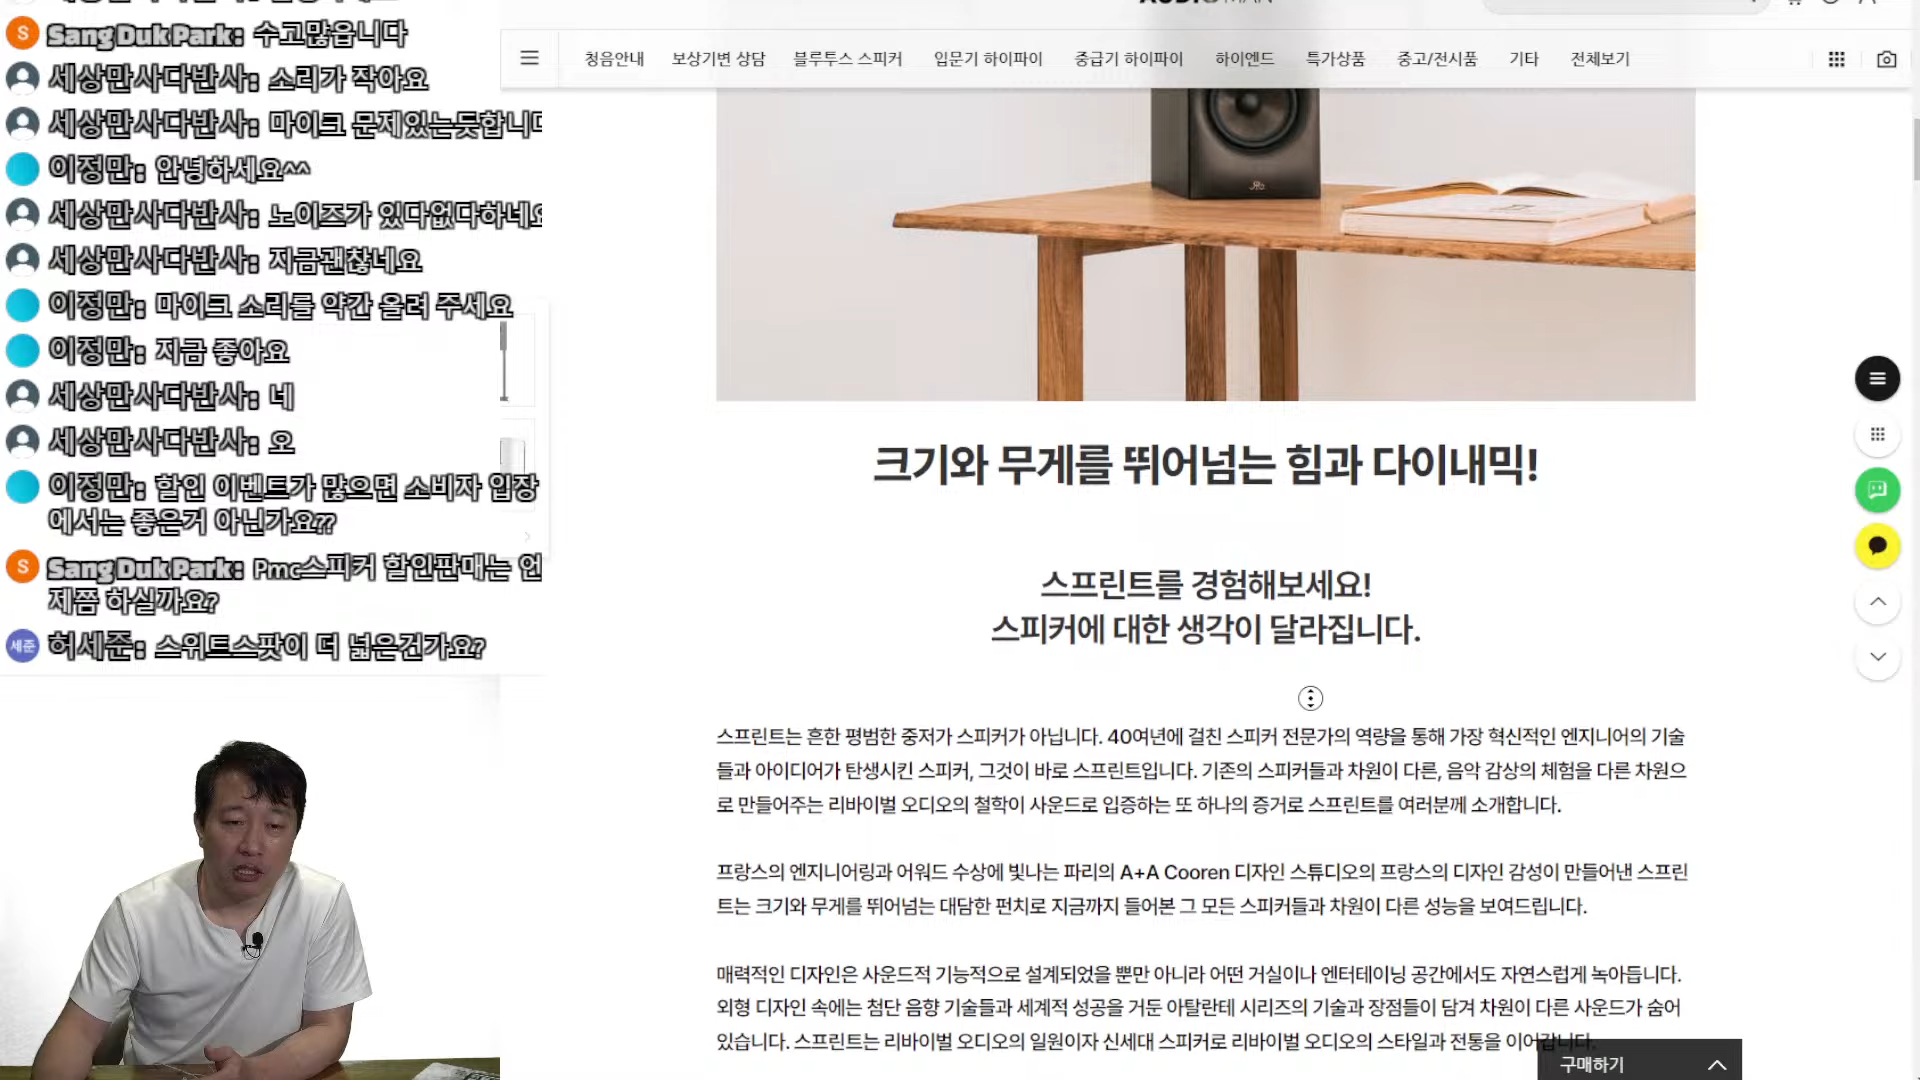 Sang Duk Park: 수고많읍니다
세상만사다반사: 소리가 작아요
세상만사다반사: 마이크 문제있는듯합니다
이정만: 안녕하세요^^
세상만사다반사: 노이즈가 있다없다하네요
세상만사다반사: 지금괜찮네요
이정만: 마이크 소리를 약간 올려 주세요
이정만: 지금 좋아요
세상만사다반사: 네
세상만사다반사: 오
이정만: 할인 이벤트가 많으면 소비자 입장
에서는 좋은거 아닌가요??
Sang Duk Park: Pmc스피커 할인판매는 언
제쯤 하실까요?
허세준: 스위트스팟이 더 넓은건가요?
S
S
세준
AUDIOMAN
청음안내 보상기변 상담 블루투스 스피커 입문기 하이파이 중급기 하이파이 하이엔드 특가상품 중고/전시품 기타 전체보기
크기와 무게를 뛰어넘는 힘과 다이내믹!
스프린트를 경험해보세요!
스피커에 대한 생각이 달라집니다.
스프린트는 흔한 평범한 중저가 스피커가 아닙니다. 40여년에 걸친 스피커 전문가의 역량을 통해 가장 혁신적인 엔지니어의 기술
들과 아이디어가 탄생시킨 스피커, 그것이 바로 스프린트입니다. 기존의 스피커들과 차원이 다른, 음악 감상의 체험을 다른 차원으
로 만들어주는 리바이벌 오디오의 철학이 사운드로 입증하는 또 하나의 증거로 스프린트를 여러분께 소개합니다.
프랑스의 엔지니어링과 어워드 수상에 빛나는 파리의 A+A Cooren 디자인 스튜디오의 프랑스의 디자인 감성이 만들어낸 스프린
트는 크기와 무게를 뛰어넘는 대담한 펀치로 지금까지 들어본 그 모든 스피커들과 차원이 다른 성능을 보여드립니다.
매력적인 디자인은 사운드적 기능적으로 설계되었을 뿐만 아니라 어떤 거실이나 엔터테이닝 공간에서도 자연스럽게 녹아듭니다.
외형 디자인 속에는 첨단 음향 기술들과 세계적 성공을 거둔 아탈란테 시리즈의 기술과 장점들이 담겨 차원이 다른 사운드가 숨어
있습니다. 스프린트는 리바이벌 오디오의 일원이자 신세대 스피커로 리바이벌 오디오의 스타일과 전통을 이어갑니다.
구매하기